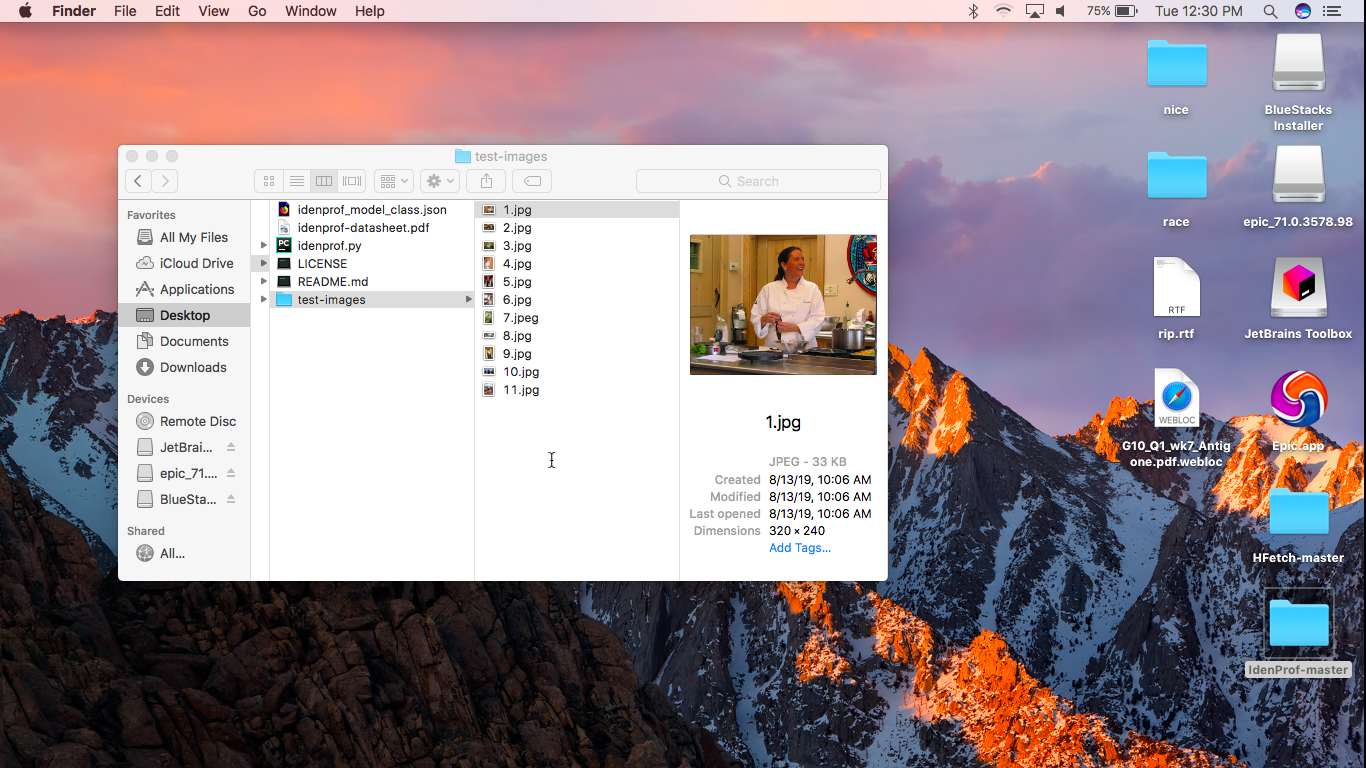 Finder File Edit View Go Window Help 75% Tue 12:30 PM
test-images
Search
Favorites
All My Files
iCloud Drive
Applications
Desktop
Documents
Downloads
Devices
Remote Disc
JetBrai...
epic_71....
BlueSta...
Shared
All...
idenprof_model_class.json
idenprof-datasheet.pdf
PC
idenprof.py
LICENSE
README.md
test-images
1.jpg
2.jpg
3.jpg
4.jpg
5.jpg
6.jpg
7.jpeg
8.jpg
9.jpg
10.jpg
11.jpg
1.jpg
JPEG - 33 KB
Created 8/13/19, 10:06 AM
Modified 8/13/19, 10:06 AM
Last opened 8/13/19, 10:06 AM
Dimensions 320 × 240
Add Tags...
nice
BlueStacks
Installer
race
epic_71.0.3578.98
RTF
rip.rtf
JetBrains Toolbox
WEBLOC
G10_Q1_wk7_Antig
one.pdf.webloc
Epic.app
HFetch-master
IdenProf-master